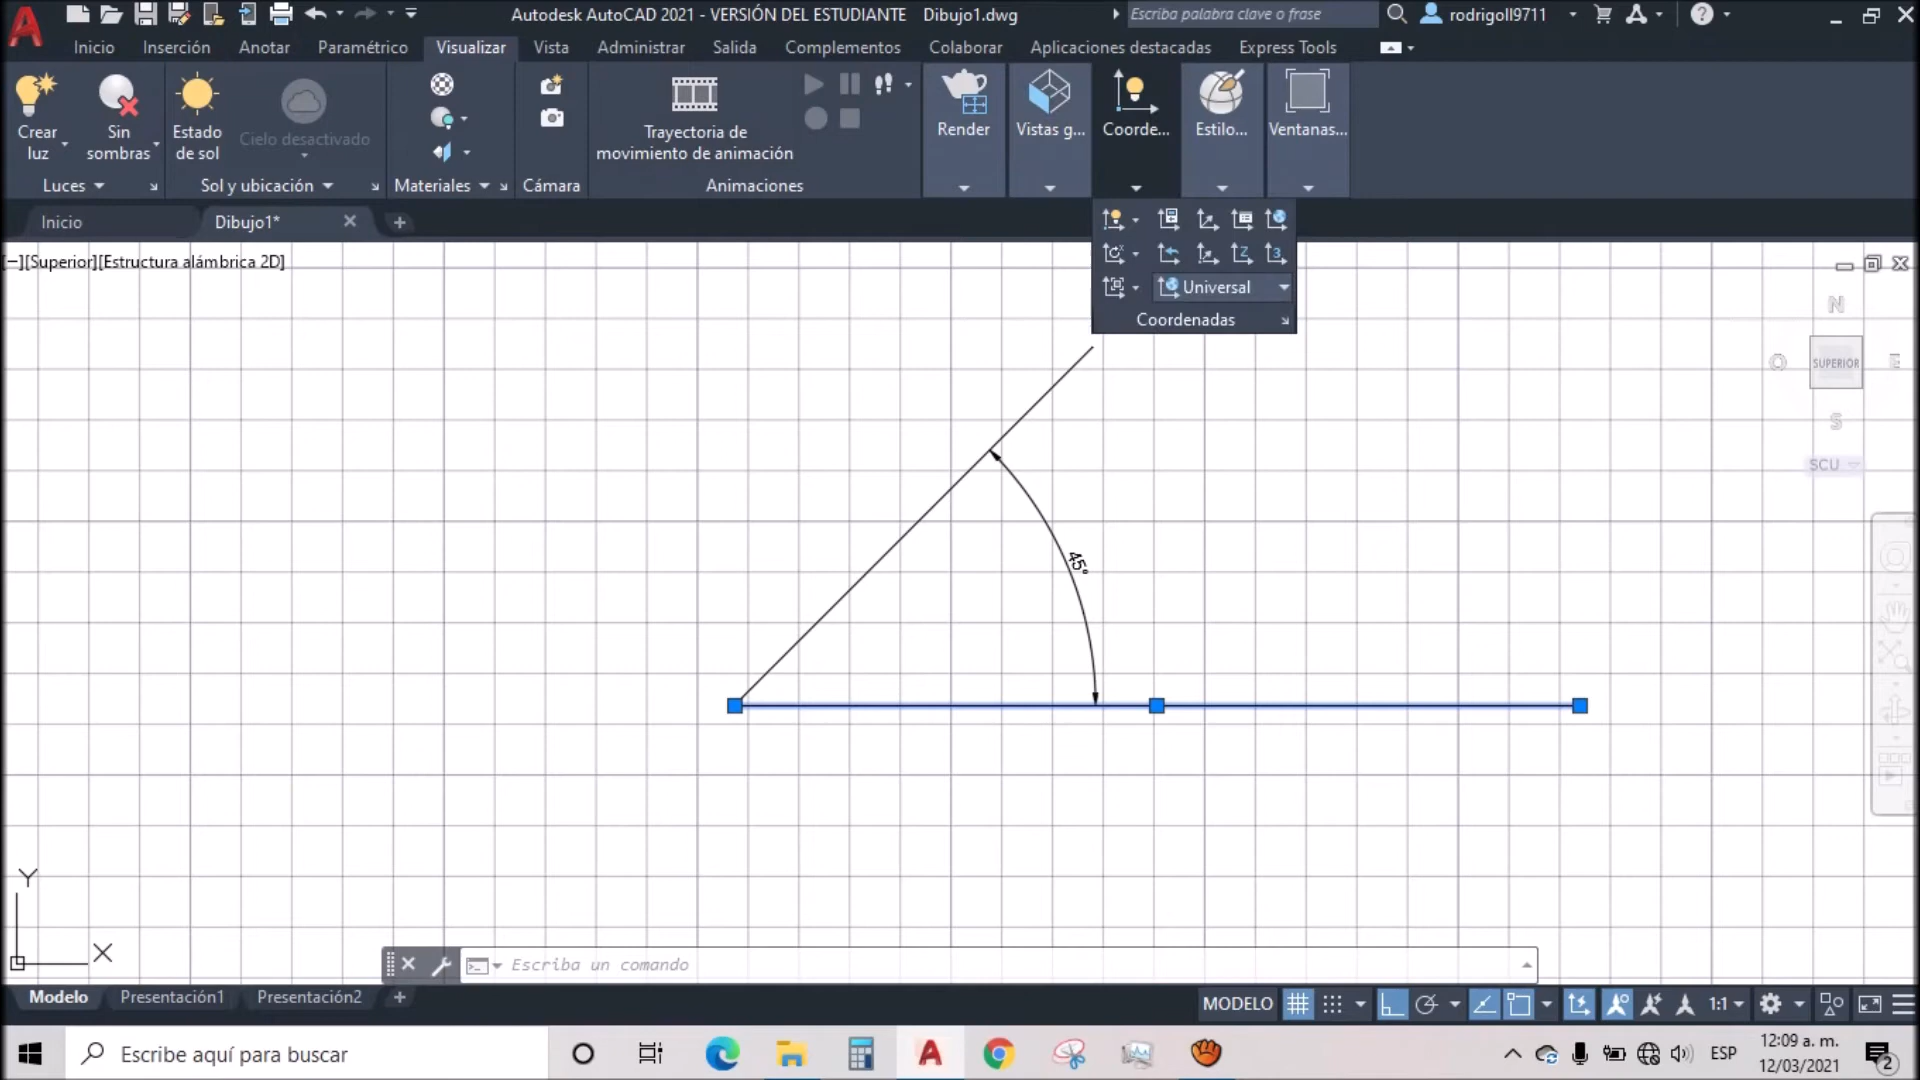 Autodesk AutoCAD 2021 - VERSIÓN DEL ESTUDIANTE Dibujo1.dwg
Escriba palabra clave o frase
rodrigoll9711
Inicio Inserción Anotar Paramétrico Visualizar Vista Administrar Salida Complementos Colaborar Aplicaciones destacadas Express Tools
Crear luz
Sin sombras
Estado de sol
Cielo desactivado
Trayectoria de movimiento de animación
Render
Vistas g...
Coorde...
Estilo...
Ventanas...
Luces
Sol y ubicación
Materiales
Cámara
Animaciones
Inicio
Dibujo1*
Universal
Coordenadas
[−][Superior][Estructura alámbrica 2D]
N
O
SUPERIOR
E
S
SCU
45°
Y
X
Escriba un comando
Modelo Presentación1 Presentación2
MODELO
1:1
Escribe aquí para buscar
ESP
12:09 a. m.
12/03/2021
2